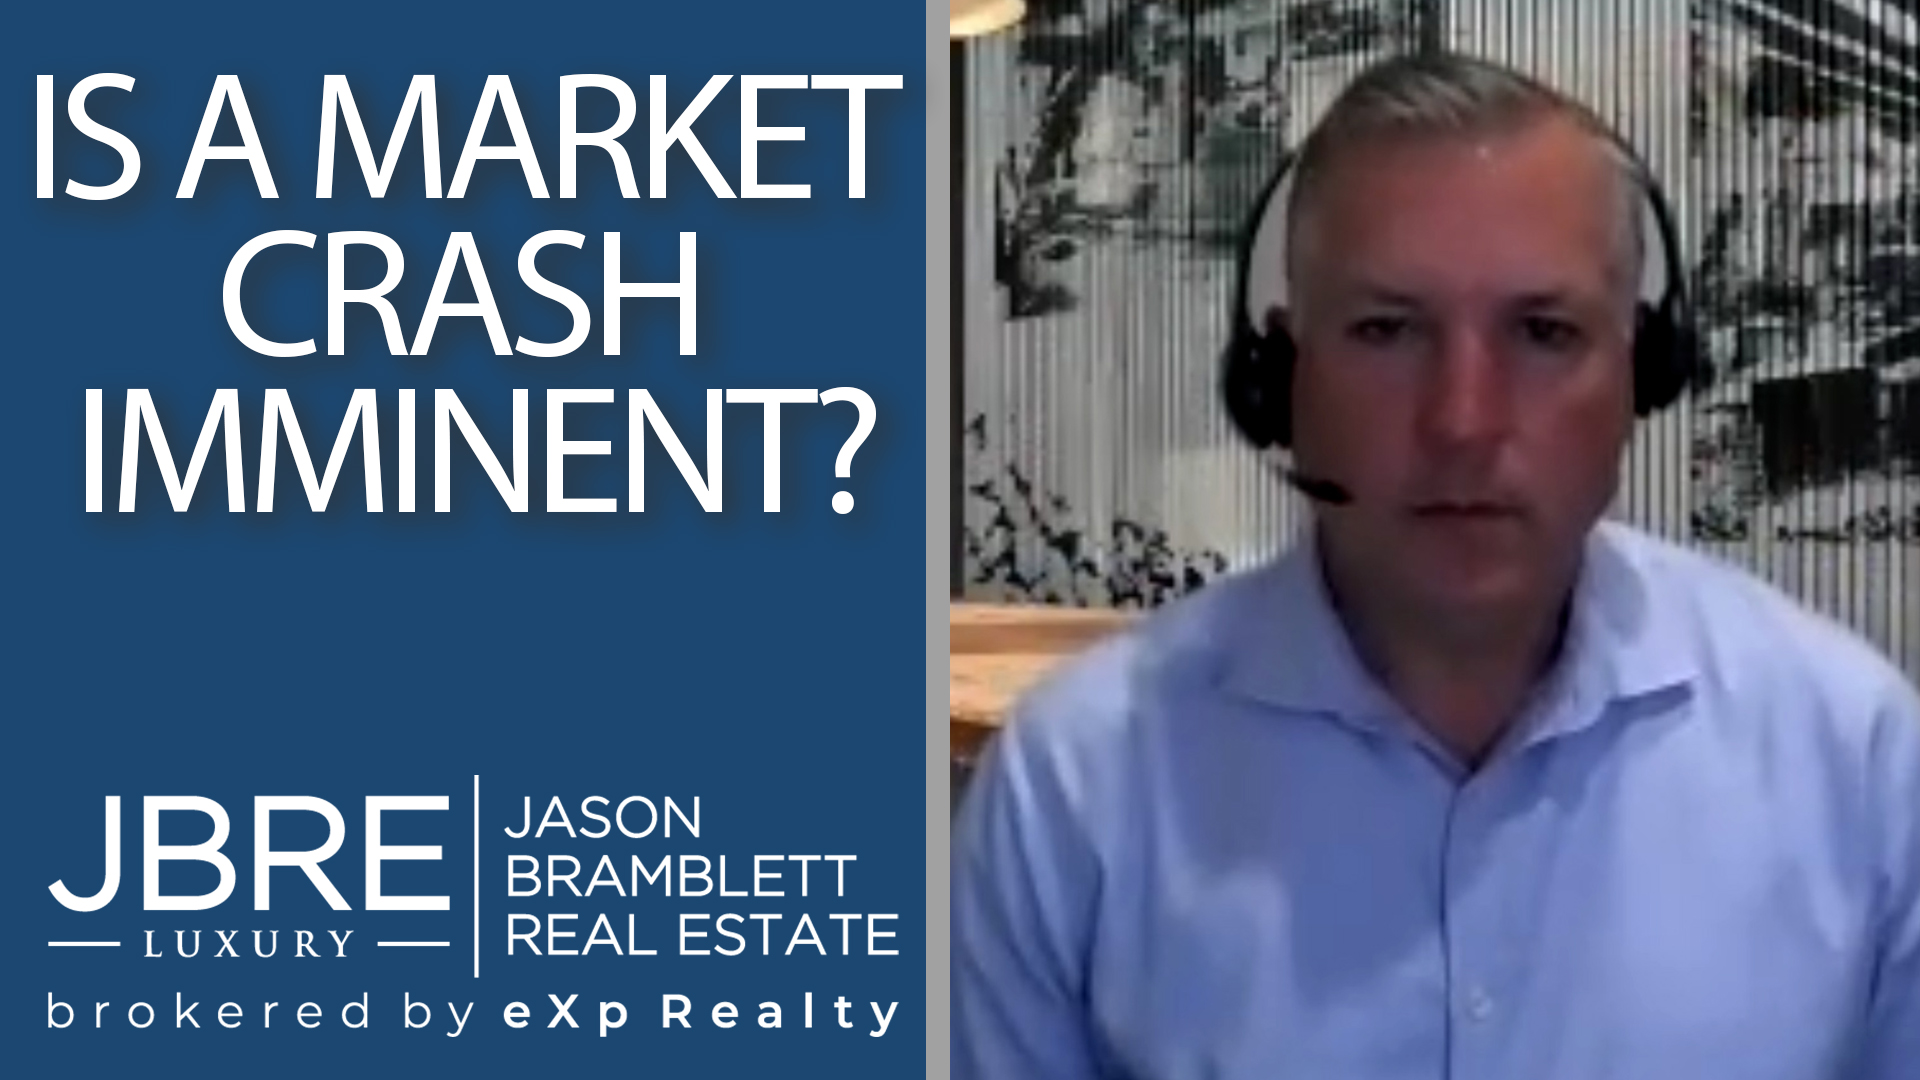 IS A MARKET
CRASH
IMMINENT?
JBRE
LUXURY
JASON
BRAMBLETT
REAL ESTATE
brokered by eXp Realty